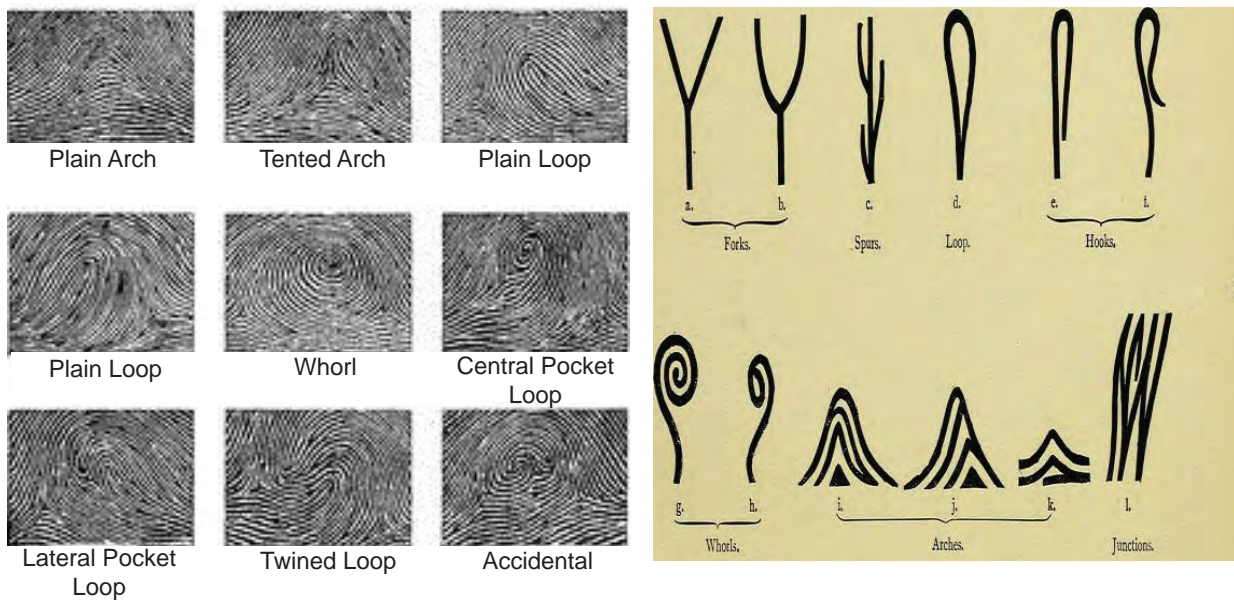 Plain Arch
Tented Arch
Plain Loop
Plain Loop
Whorl
Central Pocket
Loop
Lateral Pocket
Loop
Twined Loop
Accidental
a. b. c. d. e. f.
Forks. Spurs. Loop. Hooks,
g. h. i. j. k. l.
Whorls. Arches. Junctions.